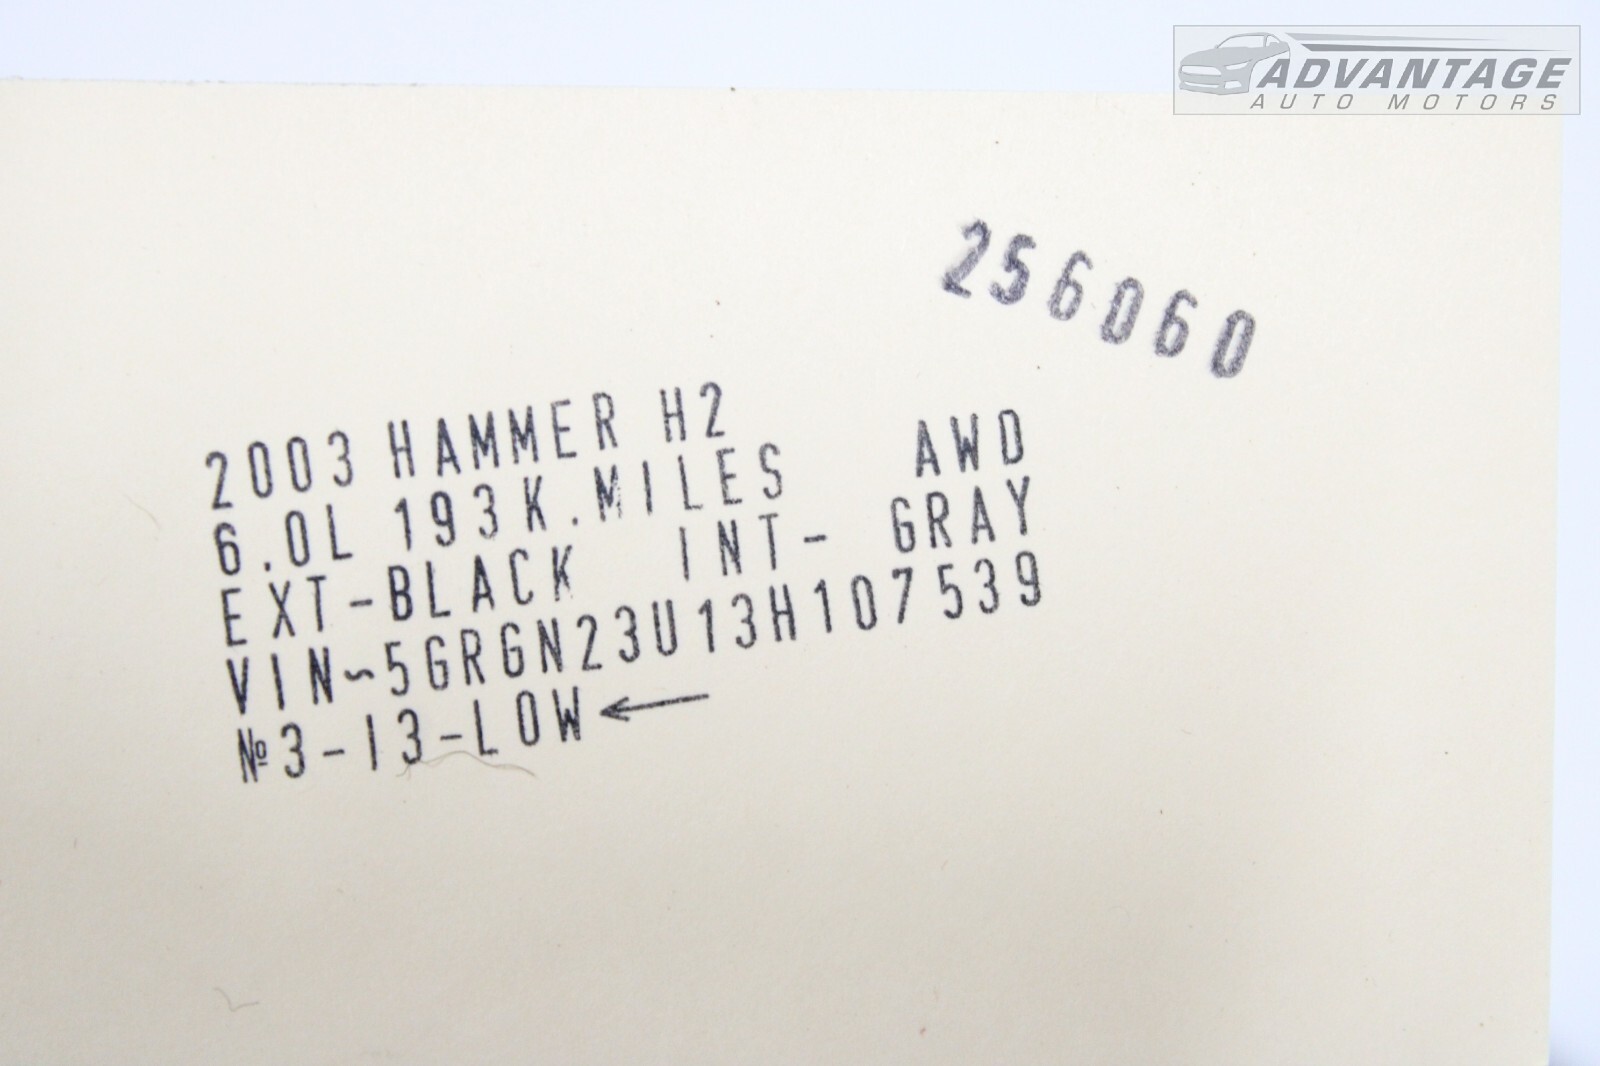 ADVANTAGE
AUTO MOTORS
256060
2003 HAMMER H2
6.0L 193K.MILES AWD
EXT-BLACK INT- GRAY
VIN~5GRGN23U13H107539
№3-13-LOW←